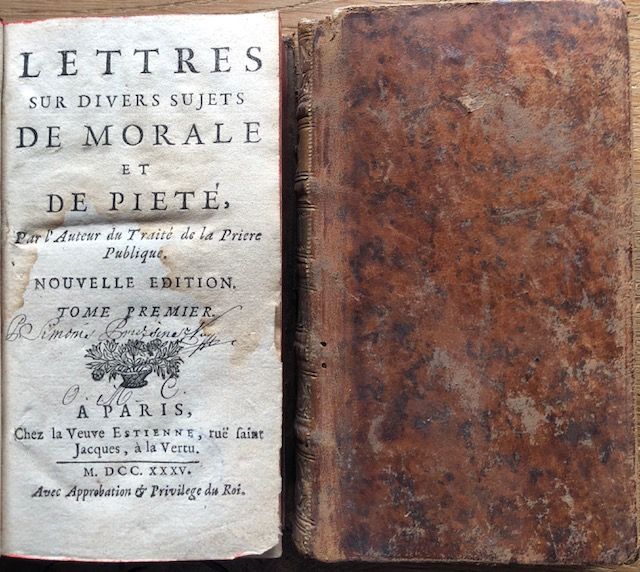 LETTRES
SUR DIVERS SUJETS
DE MORALE
ET
DE PIETÉ,
Par l'Auteur du Traité de la Priere
Publique.
NOUVELLE EDITION.
TOME PREMIER.
Simon
O. M. C.
A PARIS,
Chez la Veuve ESTIENNE, ruë saint
Jacques, à la Vertu.
M. DCC. XXXV.
Avec Approbation & Privilege du Roi.